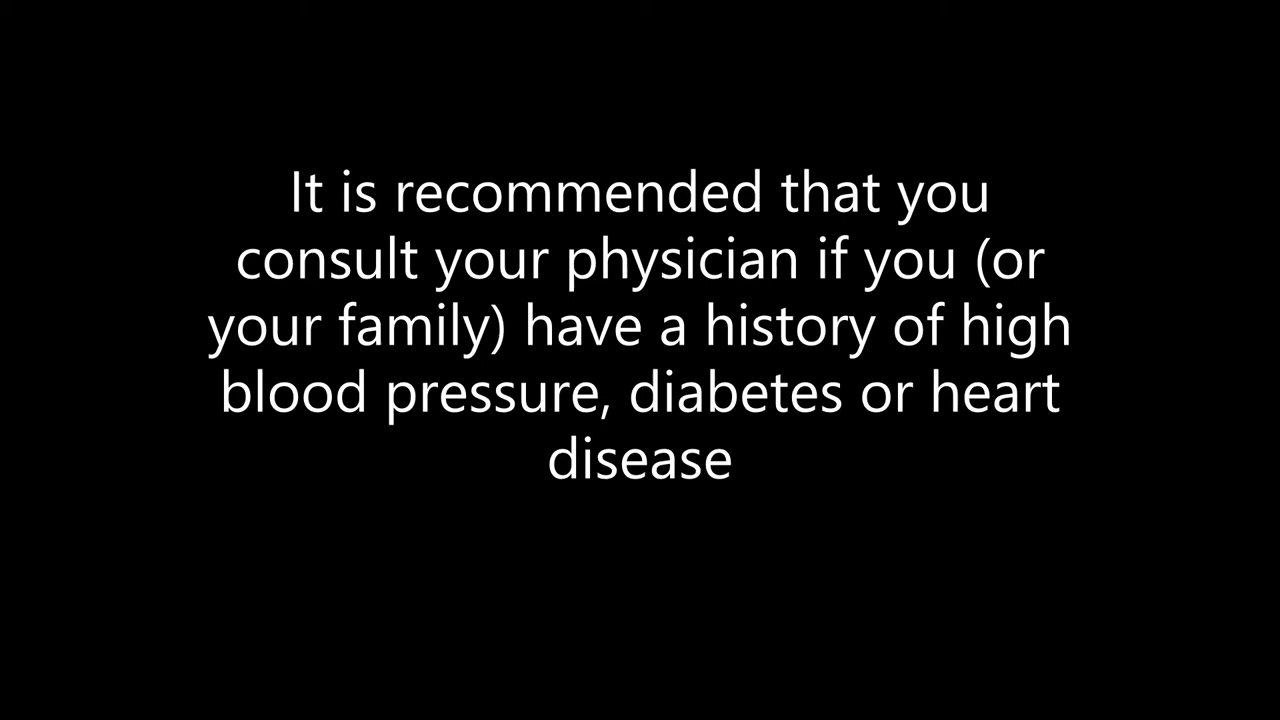 It is recommended that you
consult your physician if you (or
your family) have a history of high
blood pressure, diabetes or heart
disease